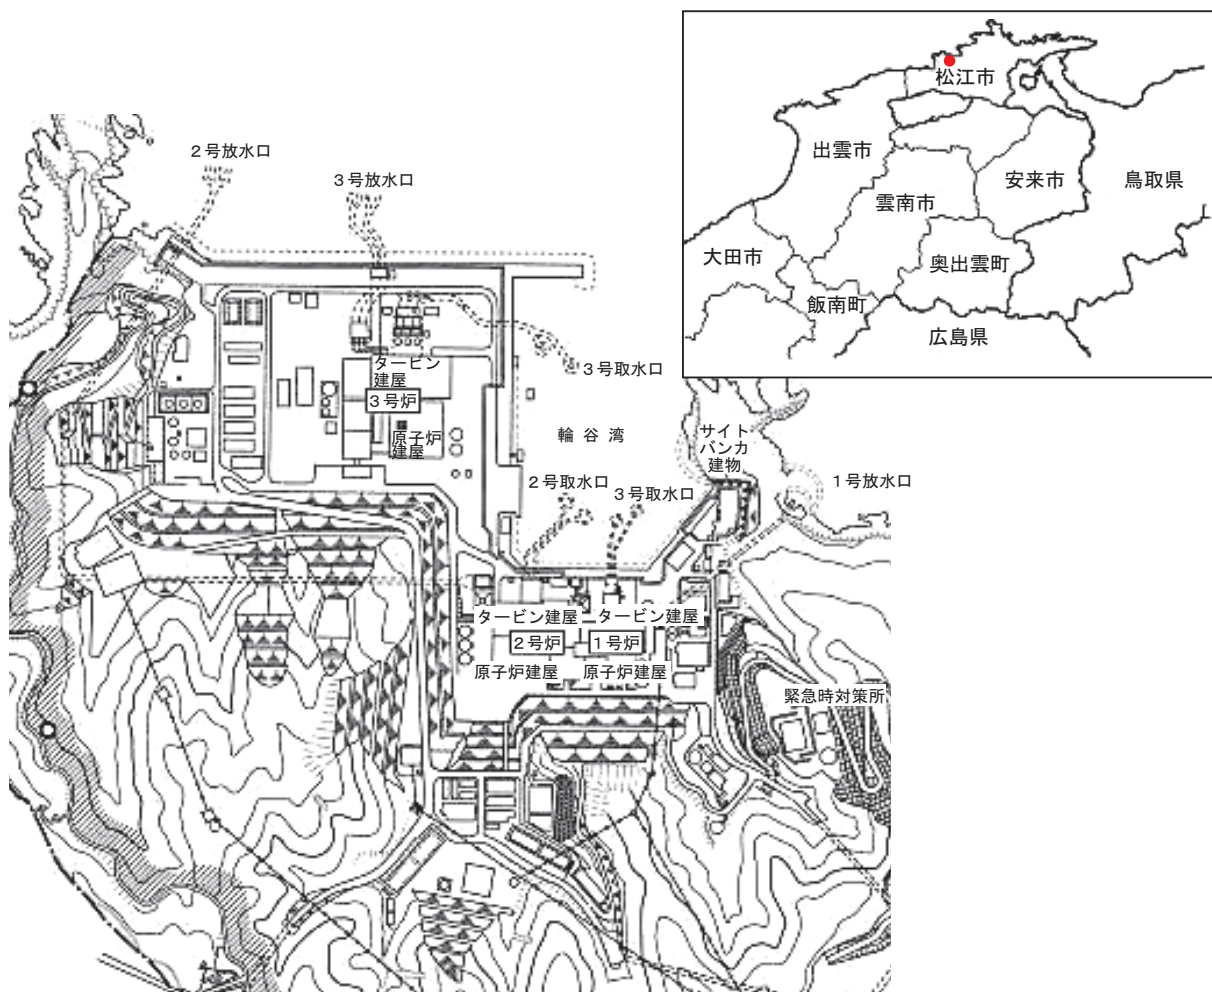 松江市
出雲市
安来市
鳥取県
雲南市
大田市
奥出雲町
飯南町
広島県
２号放水口
３号放水口
３号取水口
タービン
建屋
３号炉
原子炉
建屋
輪谷湾
サイト
バンカ
建物
２号取水口
３号取水口
１号放水口
タービン建屋
タービン建屋
２号炉
１号炉
原子炉建屋
原子炉建屋
緊急時対策所